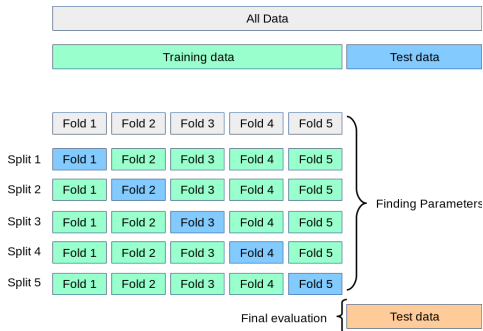 All Data
Training data Test data
Fold 1 Fold 2 Fold 3 Fold 4 Fold 5
Split 1 Fold 1 Fold 2 Fold 3 Fold 4 Fold 5
Split 2 Fold 1 Fold 2 Fold 3 Fold 4 Fold 5
Finding Parameters
Split 3 Fold 1 Fold 2 Fold 3 Fold 4 Fold 5
Split 4 Fold 1 Fold 2 Fold 3 Fold 4 Fold 5
Split 5 Fold 1 Fold 2 Fold 3 Fold 4 Fold 5
Final evaluation Test data